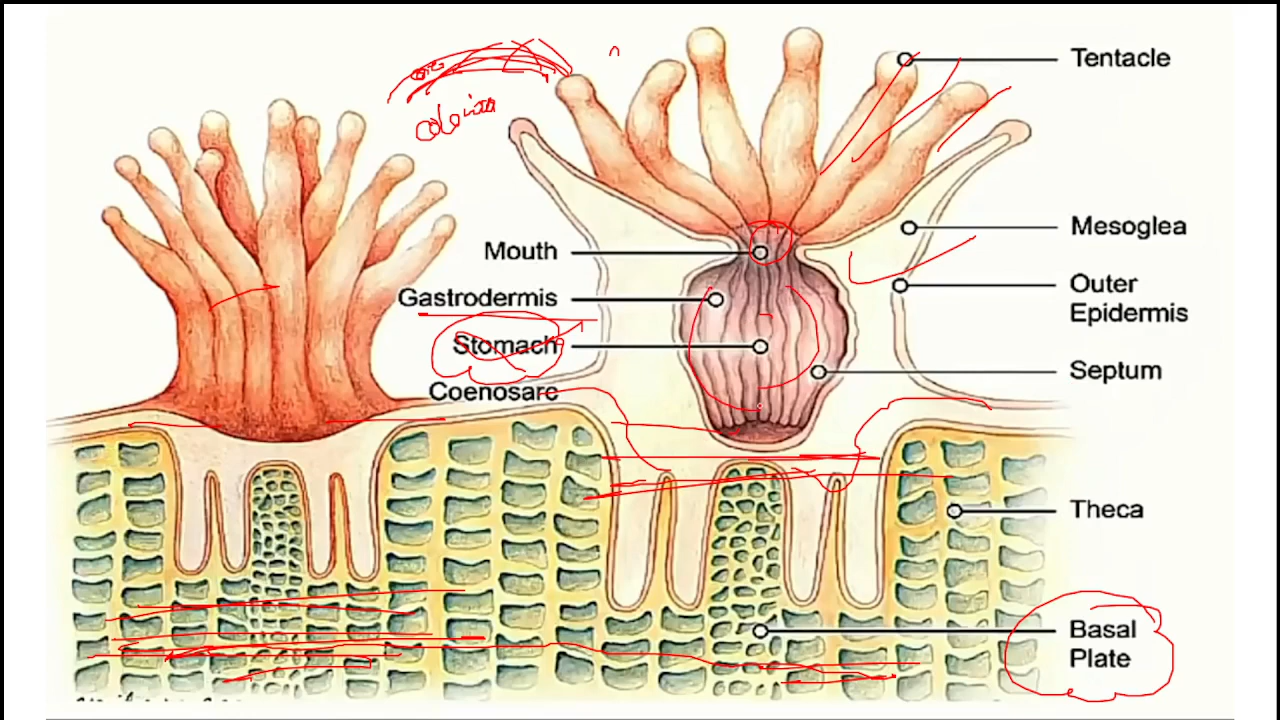 Tentacle
Mesoglea
Mouth
Outer
Epidermis
Gastrodermis
Stomach
Septum
Coenosarc
Theca
Basal
Plate